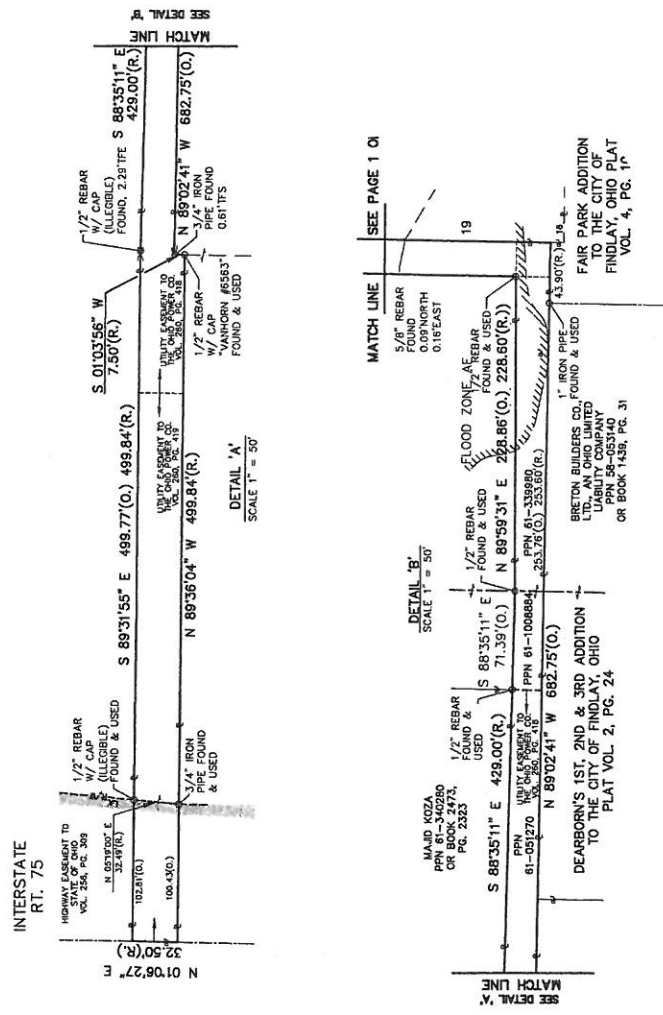 INTERSTATE
RT. 75
HIGHWAY EASEMENT TO
STATE OF OHIO
VOL. 256, PG. 309
N 01°06'27" E
32.50'(R.)
N 05°19'00" E
32.49'(R.)
102.81'(O.)
100.43(O.)
1/2" REBAR
W/ CAP
(ILLEGIBLE)
FOUND & USED
3/4" IRON
PIPE FOUND
& USED
S 89°31'55" E 499.77'(O.) 499.84'(R.)
N 89°36'04" W 499.84'(R.)
UTILITY EASEMENT TO
THE OHIO POWER CO.
VOL. 260, PG. 419
UTILITY EASEMENT TO
THE OHIO POWER CO.
VOL. 260, PG. 418
S 01°03'56" W
7.50'(R.)
1/2" REBAR
W/ CAP
(ILLEGIBLE)
FOUND, 2.29'TFE
S 88°35'11" E
429.00'(R.)
N 89°02'41" W 682.75'(O.)
3/4" IRON
PIPE FOUND
0.61'TFS
1/2" REBAR
W/ CAP
"VANHORN #6563"
FOUND & USED
MATCH LINE
SEE DETAIL 'B'
DETAIL 'A'
SCALE 1" = 50'
SEE DETAIL 'A'
MATCH LINE
MAJID KOZA
PPN 61-340280
OR BOOK 2473,
PG. 2323
S 88°35'11" E 429.00'(R.)
PPN
61-051270
UTILITY EASEMENT TO
THE OHIO POWER CO.
VOL. 260, PG. 418
1/2" REBAR
FOUND &
USED
S 88°35'11" E
71.39'(O.)
PPN 61-1008884
N 89°02'41" W 682.75'(O.)
DEARBORN'S 1ST, 2ND & 3RD ADDITION
TO THE CITY OF FINDLAY, OHIO
PLAT VOL. 2, PG. 24
DETAIL 'B'
SCALE 1" = 50'
1/2" REBAR
FOUND & USED
N 89°59'31" E 228.86'(O.) 228.60'(R.))
PPN 61-339980
253.76'(O.) 253.60'(R.)
FLOOD ZONE AE
1/2" REBAR
FOUND & USED
5/8" REBAR
FOUND
0.09'NORTH
0.16'EAST
MATCH LINE
SEE PAGE 1 O
19
18
43.90'(R.)
1" IRON PIPE
FOUND & USED
BRETON BUILDERS CO.,
LTD., AN OHIO LIMITED
LIABILITY COMPANY
PPN 58-053140
OR BOOK 1439, PG. 31
FAIR PARK ADDITION
TO THE CITY OF
FINDLAY, OHIO PLAT
VOL. 4, PG.